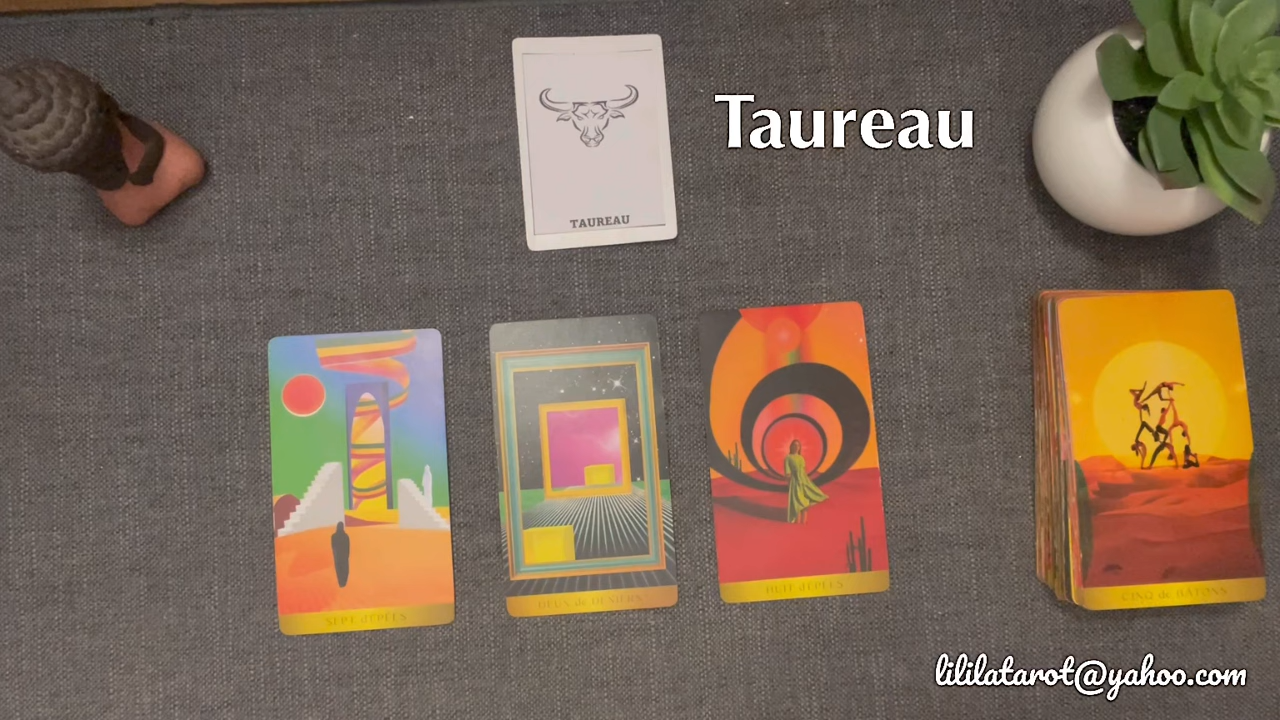 Taureau
TAUREAU
SEPT d'ÉPÉES
DEUX de DENIERS
HUIT d'ÉPÉES
CINQ de BÂTONS
lililatarot@yahoo.com